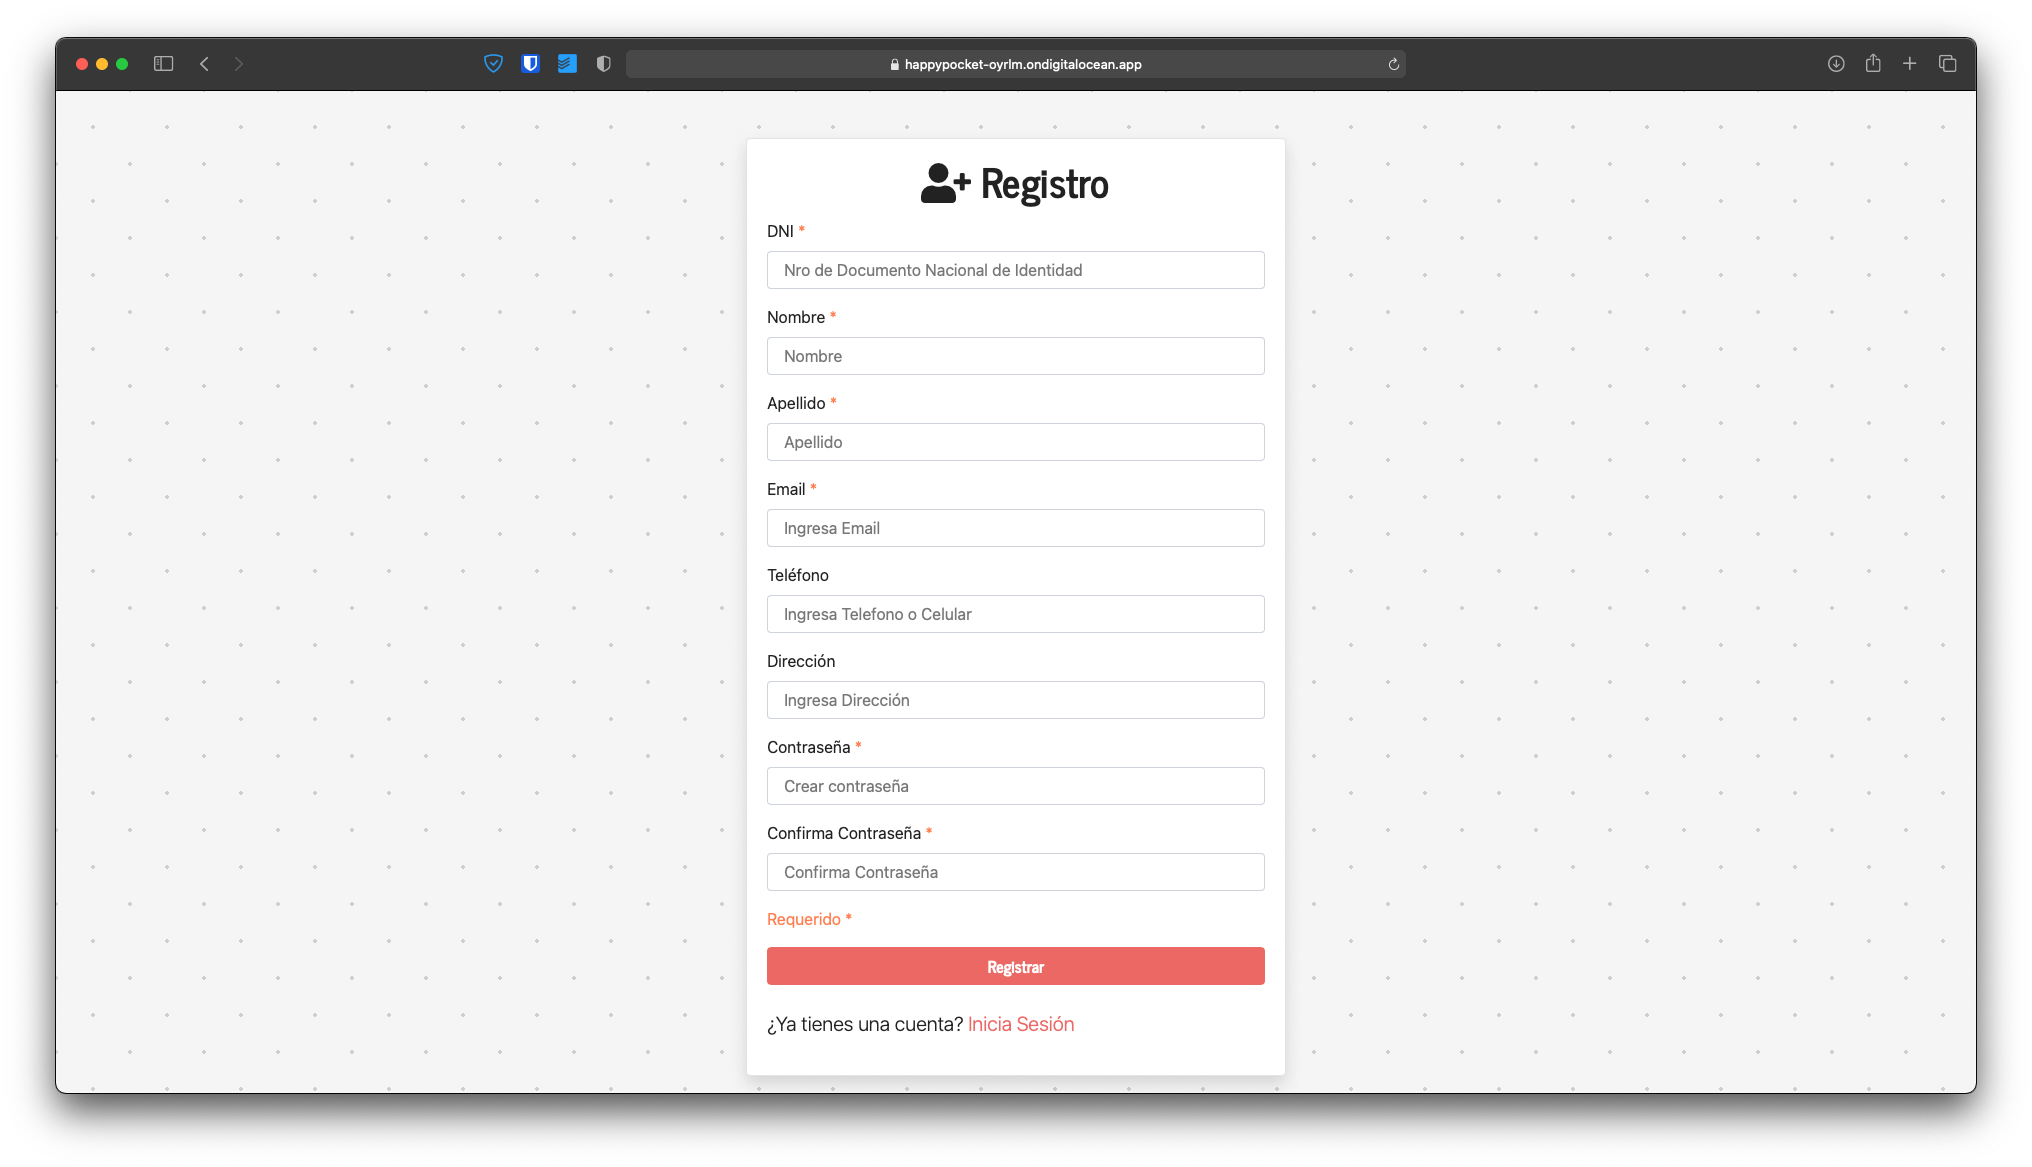 happypocket-oyrlm.ondigitalocean.app
Registro
DNI *
Nro de Documento Nacional de Identidad
Nombre *
Nombre
Apellido *
Apellido
Email *
Ingresa Email
Teléfono
Ingresa Telefono o Celular
Dirección
Ingresa Dirección
Contraseña *
Crear contraseña
Confirma Contraseña *
Confirma Contraseña
Requerido *
Registrar
¿Ya tienes una cuenta? Inicia Sesión